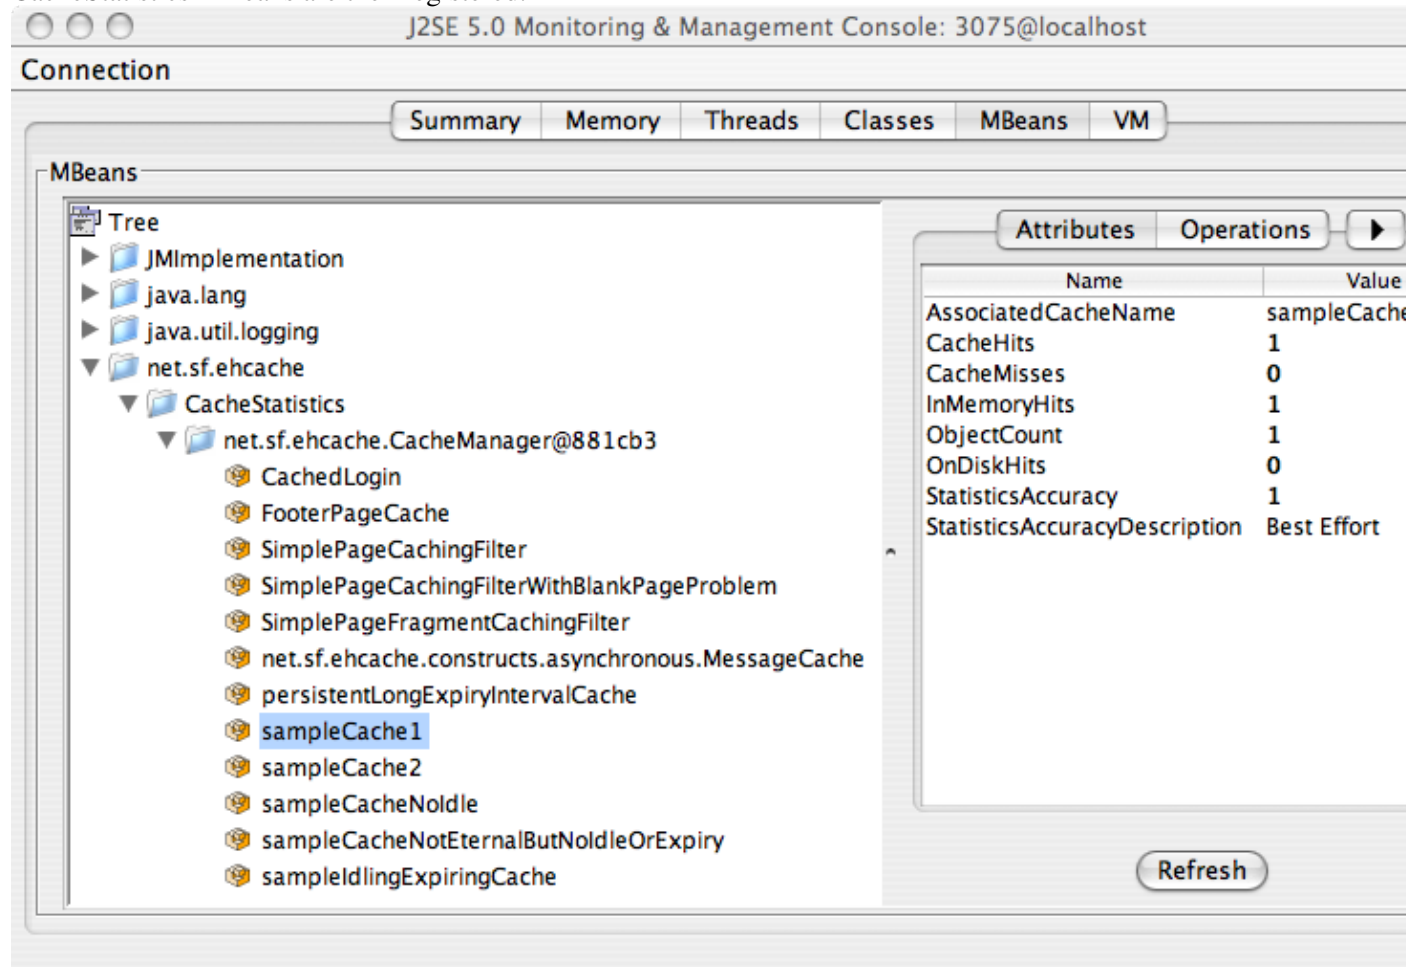 J2SE 5.0 Monitoring & Management Console: 3075@localhost
Connection
Summary Memory Threads Classes MBeans VM
MBeans
Tree
JMImplementation
java.lang
java.util.logging
net.sf.ehcache
CacheStatistics
net.sf.ehcache.CacheManager@881cb3
CachedLogin
FooterPageCache
SimplePageCachingFilter
SimplePageCachingFilterWithBlankPageProblem
SimplePageFragmentCachingFilter
net.sf.ehcache.constructs.asynchronous.MessageCache
persistentLongExpiryIntervalCache
sampleCache1
sampleCache2
sampleCacheNoIdle
sampleCacheNotEternalButNoIdleOrExpiry
sampleIdlingExpiringCache
Attributes Operations
Name Value
AssociatedCacheName sampleCache
CacheHits 1
CacheMisses 0
InMemoryHits 1
ObjectCount 1
OnDiskHits 0
StatisticsAccuracy 1
StatisticsAccuracyDescription Best Effort
Refresh